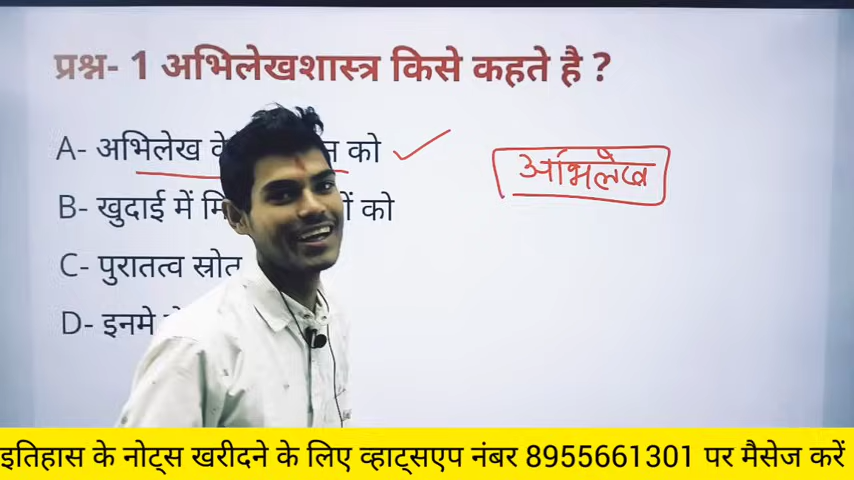 प्रश्न- 1 अभिलेखशास्त्र किसे कहते है ?
A- अभिलेख को
अभिलेख
B- खुदाई में को
C- पुरातत्व स्रोत
D- इनमे
इतिहास के नोट्स खरीदने के लिए व्हाट्सएप नंबर 8955661301 पर मैसेज करें